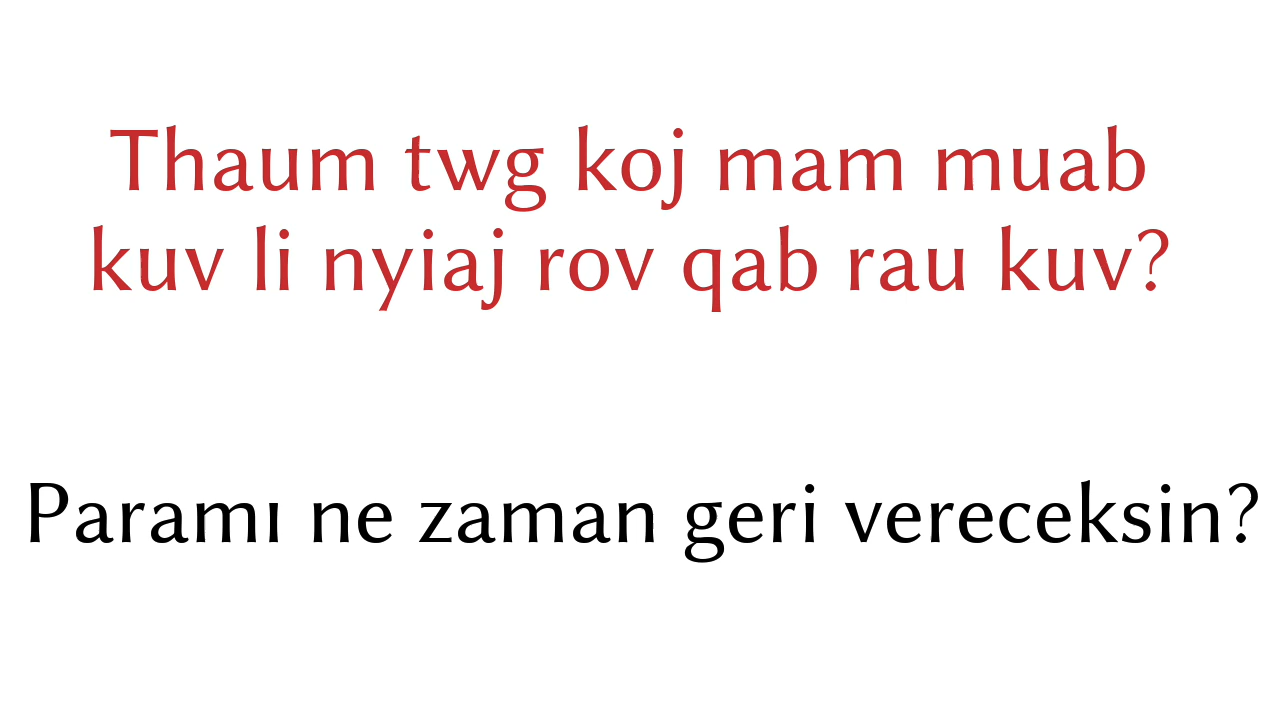 Thaum twg koj mam muab
kuv li nyiaj rov qab rau kuv?
Paramı ne zaman geri vereceksin?